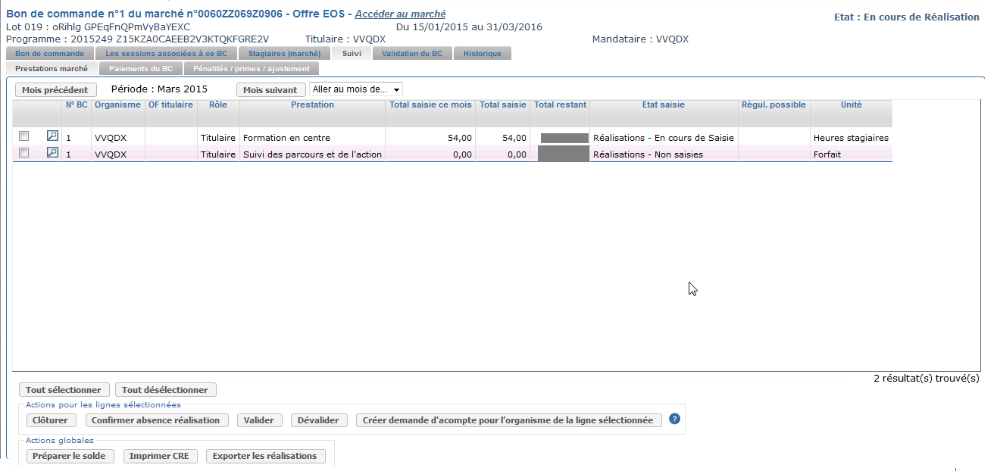 Bon de commande n°1 du marché n°0060ZZ069Z0906 - Offre EOS - Accéder au marché
Etat : En cours de Réalisation
Lot 019 : oRihlg GPEqFnQPmVyBaYEXC Du 15/01/2015 au 31/03/2016
Programme : 2015249 Z15KZA0CAEEB2V3KTQKFGRE2V Titulaire : VVQDX Mandataire : VVQDX
Bon de commande Les sessions associées à ce BC Stagiaires (marché) Suivi Validation du BC Historique
Prestations marché Paiements du BC Pénalités / primes / ajustement
Mois précédent Période : Mars 2015 Mois suivant Aller au mois de...
N° BC Organisme OF titulaire Rôle Prestation Total saisie ce mois Total saisie Total restant Etat saisie Régul. possible Unité
1 VVQDX Titulaire Formation en centre 54,00 54,00 Réalisations - En cours de Saisie Heures stagiaires
1 VVQDX Titulaire Suivi des parcours et de l'action 0,00 0,00 Réalisations - Non saisies Forfait
2 résultat(s) trouvé(s)
Tout sélectionner Tout désélectionner
Actions pour les lignes sélectionnées
Clôturer Confirmer absence réalisation Valider Dévalider Créer demande d'acompte pour l'organisme de la ligne sélectionnée ?
Actions globales
Préparer le solde Imprimer CRE Exporter les réalisations